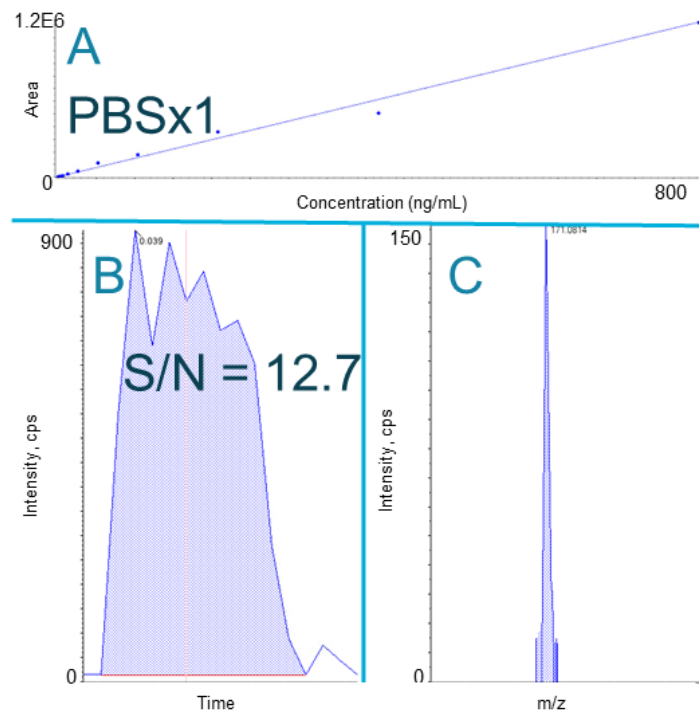 1.2E6
A
Area
PBSx1
0
800
Concentration (ng/mL)
900
0.039
B
S/N = 12.7
Intensity, cps
0
Time
150
171.0814
C
Intensity, cps
0
m/z